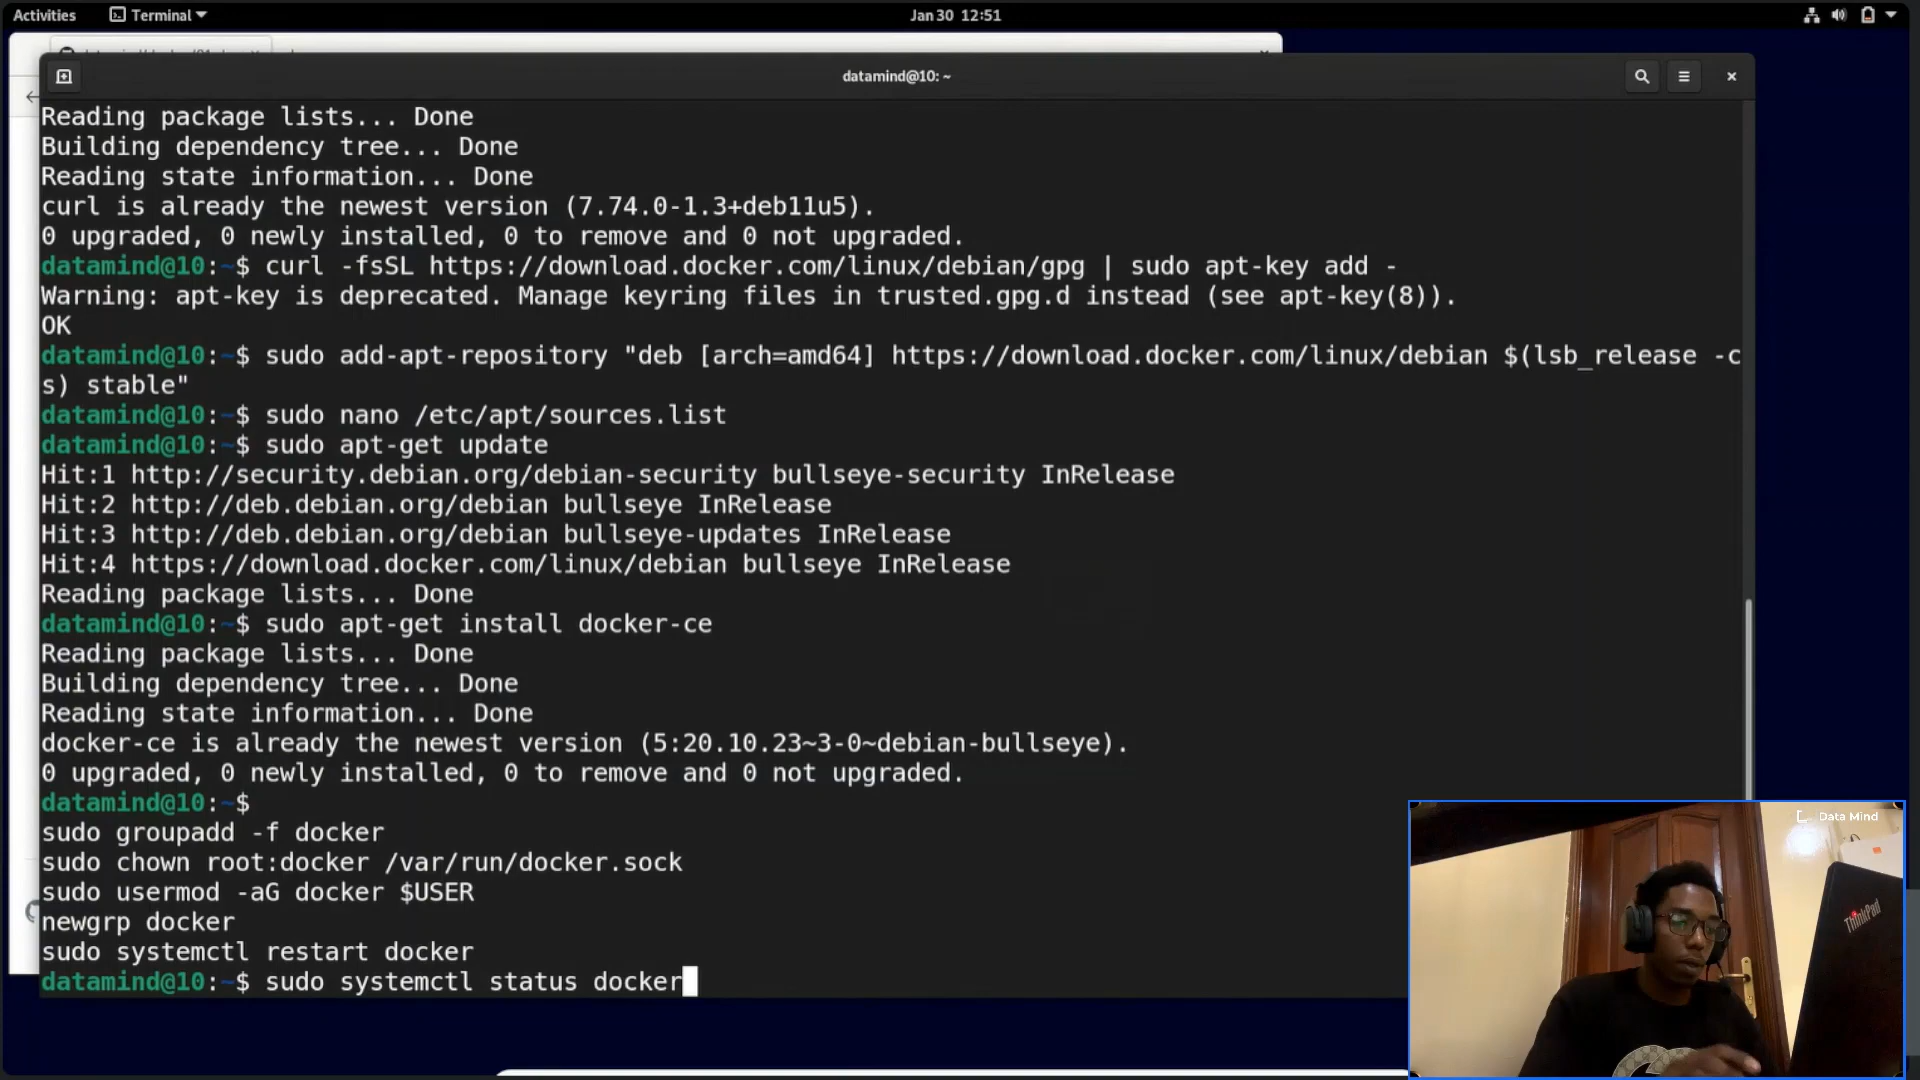 Activities Terminal Jan 30 12:51
datamind@10: ~
Reading package lists... Done
Building dependency tree... Done
Reading state information... Done
curl is already the newest version (7.74.0-1.3+deb11u5).
0 upgraded, 0 newly installed, 0 to remove and 0 not upgraded.
datamind@10:~$ curl -fsSL https://download.docker.com/linux/debian/gpg | sudo apt-key add -
Warning: apt-key is deprecated. Manage keyring files in trusted.gpg.d instead (see apt-key(8)).
OK
datamind@10:~$ sudo add-apt-repository "deb [arch=amd64] https://download.docker.com/linux/debian $(lsb_release -c
s) stable"
datamind@10:~$ sudo nano /etc/apt/sources.list
datamind@10:~$ sudo apt-get update
Hit:1 http://security.debian.org/debian-security bullseye-security InRelease
Hit:2 http://deb.debian.org/debian bullseye InRelease
Hit:3 http://deb.debian.org/debian bullseye-updates InRelease
Hit:4 https://download.docker.com/linux/debian bullseye InRelease
Reading package lists... Done
datamind@10:~$ sudo apt-get install docker-ce
Reading package lists... Done
Building dependency tree... Done
Reading state information... Done
docker-ce is already the newest version (5:20.10.23~3-0~debian-bullseye).
0 upgraded, 0 newly installed, 0 to remove and 0 not upgraded.
datamind@10:~$
sudo groupadd -f docker
sudo chown root:docker /var/run/docker.sock
sudo usermod -aG docker $USER
newgrp docker
sudo systemctl restart docker
datamind@10:~$ sudo systemctl status docker
Data Mind
ThinkPad